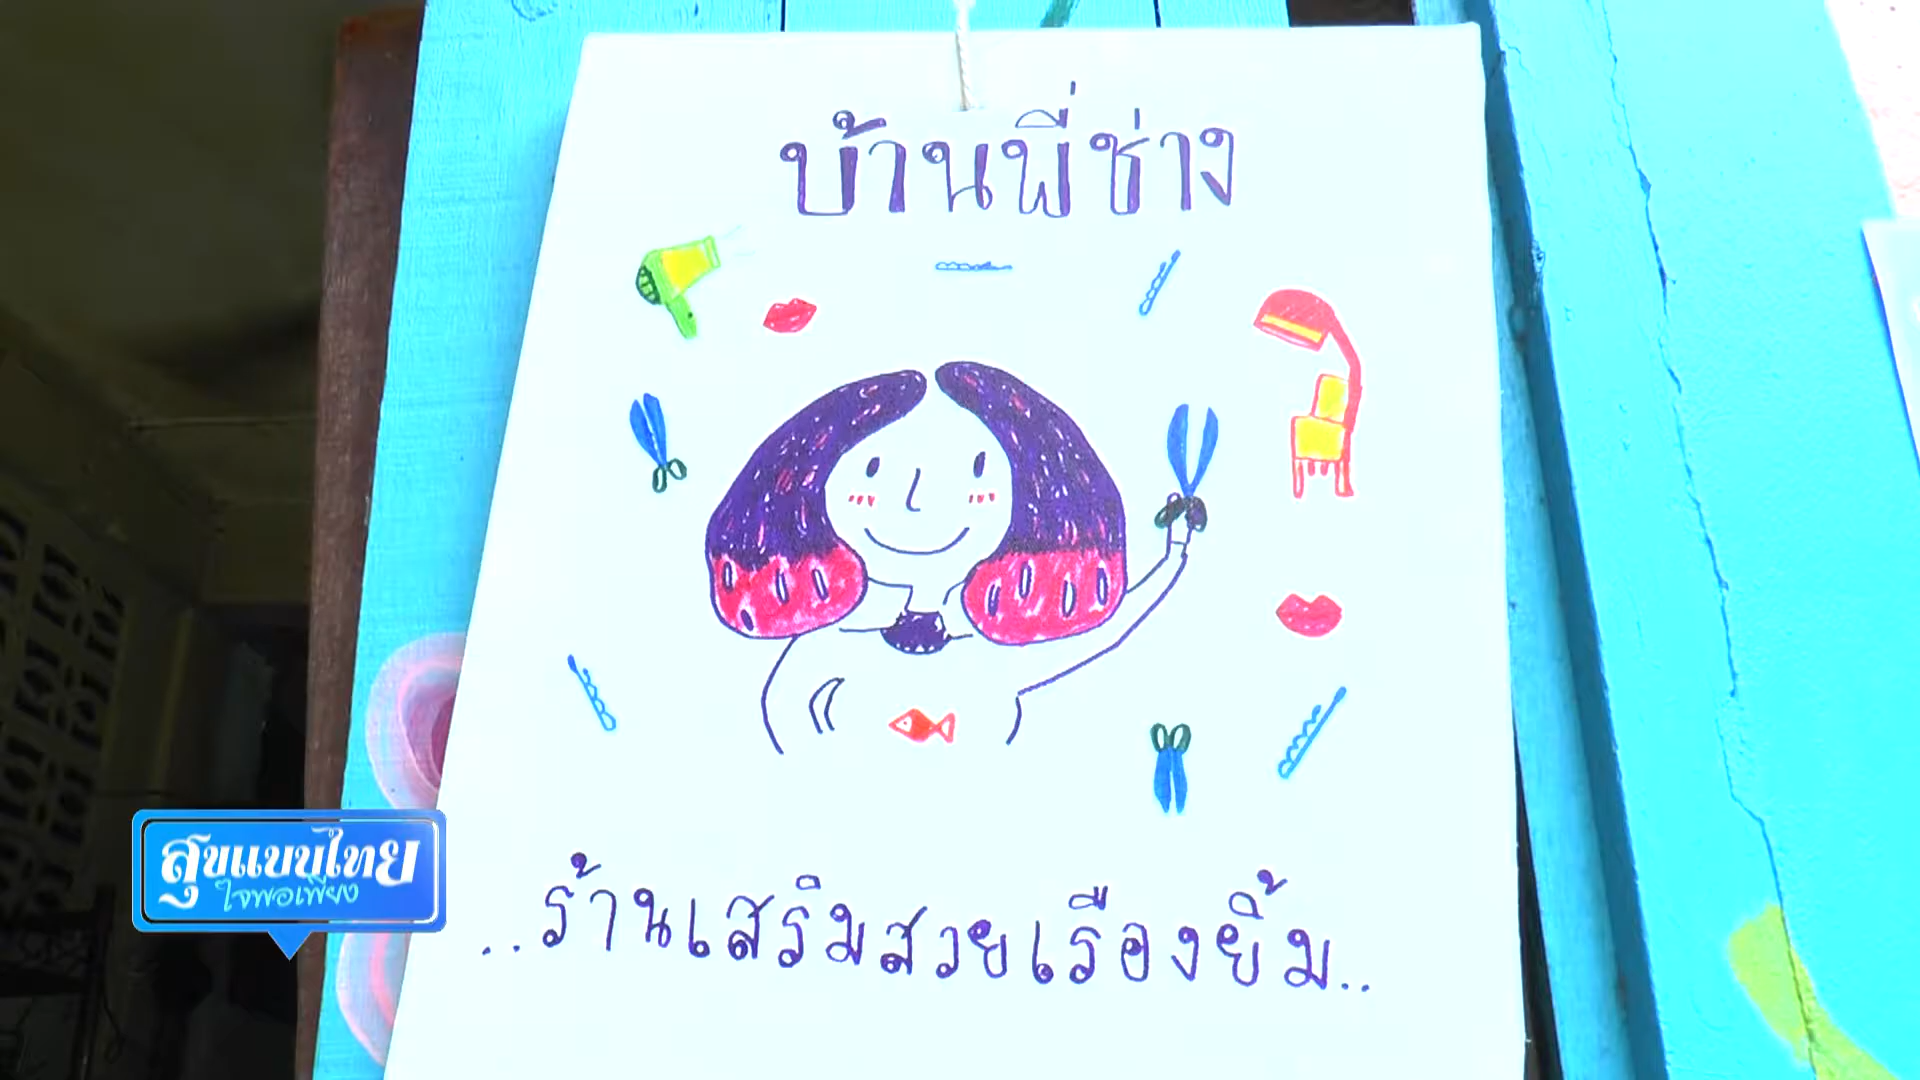 บ้านพี่ช่าง
สุขแบบไทย
ใจพอเพียง
..ร้านเสริมสวยเรืองยิ้ม..